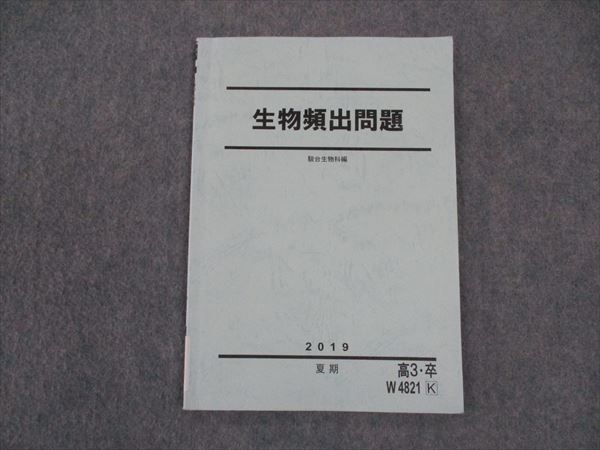 生物頻出問題
駿台生物科編
2019
夏期
高3・卒
W4821 K